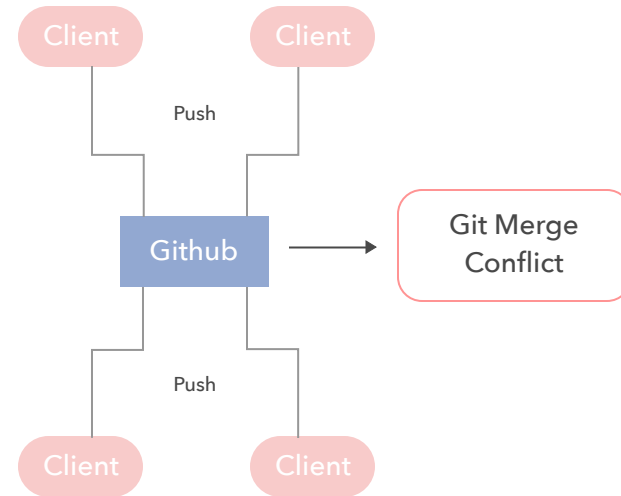 Client
Client
Push
Github
Git Merge
Conflict
Push
Client
Client